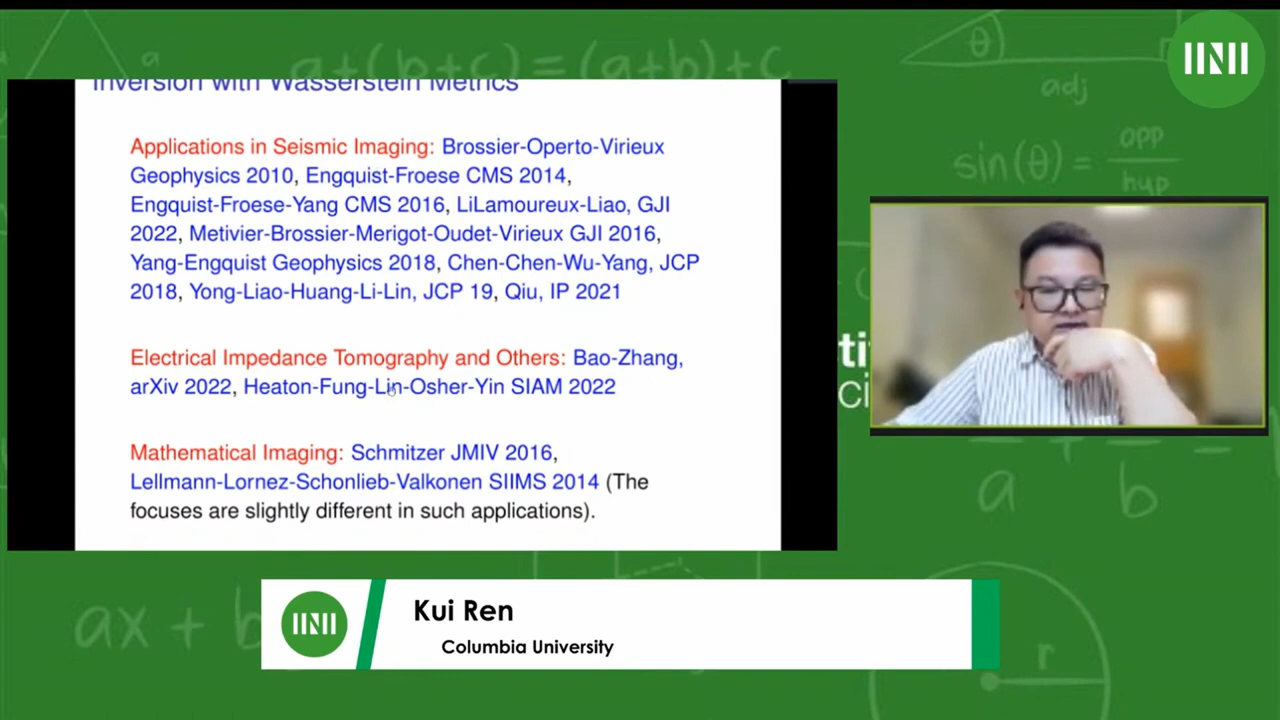 a+(b+c)=(a+b)+c
θ
adj
sin(θ) = opp
hyp
Inversion with Wasserstein Metrics
Applications in Seismic Imaging: Brossier-Operto-Virieux
Geophysics 2010, Engquist-Froese CMS 2014,
Engquist-Froese-Yang CMS 2016, LiLamoureux-Liao, GJI
2022, Metivier-Brossier-Merigot-Oudet-Virieux GJI 2016,
Yang-Engquist Geophysics 2018, Chen-Chen-Wu-Yang, JCP
2018, Yong-Liao-Huang-Li-Lin, JCP 19, Qiu, IP 2021
Electrical Impedance Tomography and Others: Bao-Zhang,
arXiv 2022, Heaton-Fung-Lin-Osher-Yin SIAM 2022
Mathematical Imaging: Schmitzer JMIV 2016,
Lellmann-Lornez-Schonlieb-Valkonen SIIMS 2014 (The
focuses are slightly different in such applications).
a
b
ax + b
r
Kui Ren
Columbia University